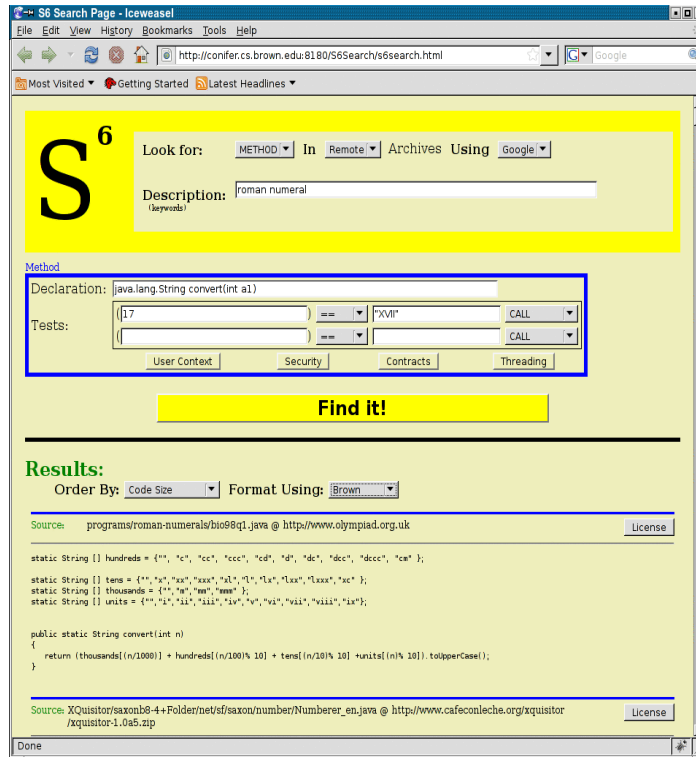 S6 Search Page - Iceweasel
File Edit View History Bookmarks Tools Help
http://conifer.cs.brown.edu:8180/S6Search/s6search.html G Google
Most Visited Getting Started Latest Headlines
S6
Look for: METHOD In Remote Archives Using Google
Description: roman numeral
(keywords)
Method
Declaration: java.lang.String convert(int a1)
Tests:
(17 ) == "XVII" CALL
( ) == CALL
User Context Security Contracts Threading
Find it!
Results:
Order By: Code Size Format Using: Brown
Source: programs/roman-numerals/bio98q1.java @ http://www.olympiad.org.uk License
static String [] hundreds = {"", "c", "cc", "ccc", "cd", "d", "dc", "dcc", "dccc", "cm" };
static String [] tens = {"","x","xx","xxx","xl","l","lx","lxx","lxxx","xc" };
static String [] thousands = {"","m","mm","mmm" };
static String [] units = {"","i","ii","iii","iv","v","vi","vii","viii","ix"};
public static String convert(int n)
{
return (thousands[(n/1000)] + hundreds[(n/100)% 10] + tens[(n/10)% 10] +units[(n)% 10]).toUpperCase();
}
Source: XQuisitor/saxonb8-4+Folder/net/sf/saxon/number/Numberer_en.java @ http://www.cafeconleche.org/xquisitor
/xquisitor-1.0a5.zip License
Done